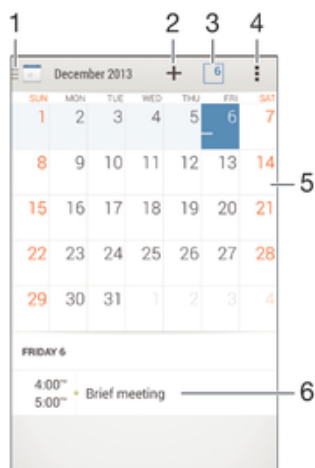 1 2 3 4
December 2013 + 6
SUN MON TUE WED THU FRI SAT
1 2 3 4 5 6 7
8 9 10 11 12 13 14
5
15 16 17 18 19 20 21
22 23 24 25 26 27 28
29 30 31 1 2 3 4
FRIDAY 6
4:00
Brief meeting 6
5:00